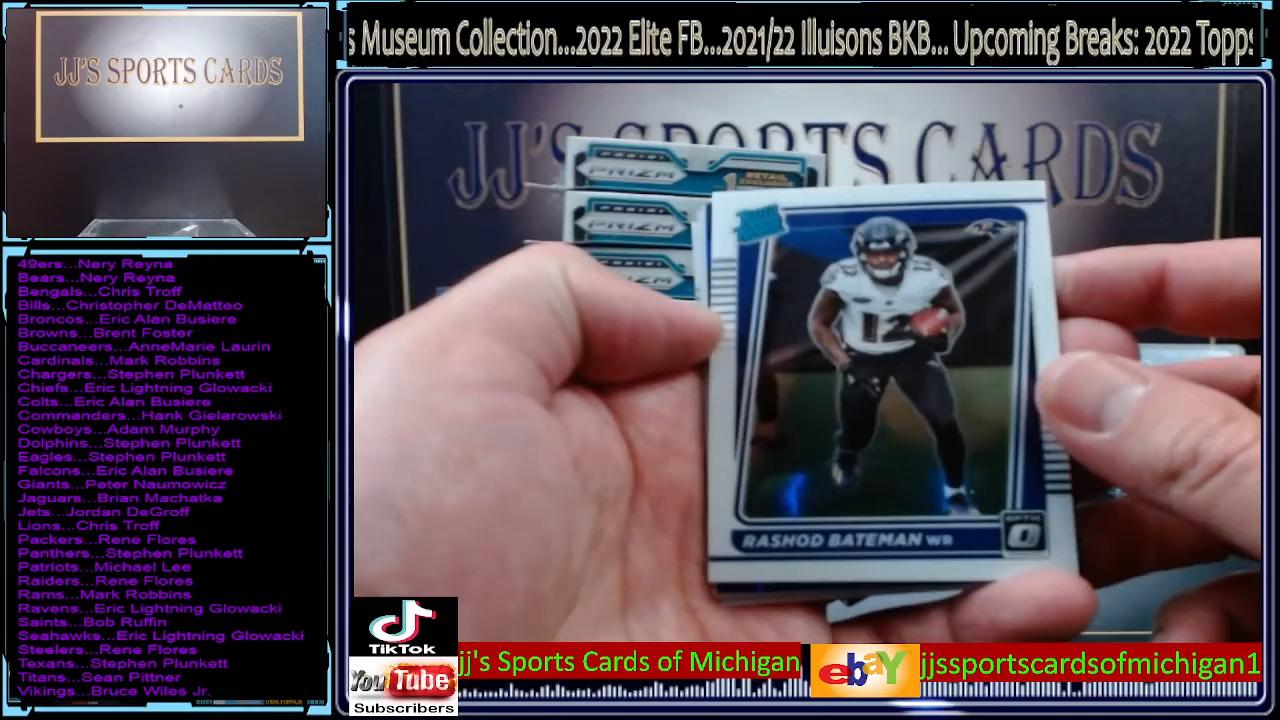 JJ'S SPORTS CARDS
s Museum Collection...2022 Elite FB...2021/22 Illuisons BKB... Upcoming Breaks: 2022 Topps
JJ'S SPORTS CARDS
PANINI
PRIZM
RETAIL
PANINI
PRIZM
PRIZM
12
RASHOD BATEMAN WR
OPTIC
49ers...Nery Reyna
Bears...Nery Reyna
Bengals...Chris Troff
Bills...Christopher DeMatteo
Broncos...Eric Alan Busiere
Browns...Brent Foster
Buccaneers...AnneMarie Laurin
Cardinals...Mark Robbins
Chargers...Stephen Plunkett
Chiefs...Eric Lightning Glowacki
Colts...Eric Alan Busiere
Commanders...Hank Gielarowski
Cowboys...Adam Murphy
Dolphins...Stephen Plunkett
Eagles...Stephen Plunkett
Falcons...Eric Alan Busiere
Giants...Peter Naumowicz
Jaguars...Brian Machatka
Jets...Jordan DeGroff
Lions...Chris Troff
Packers...Rene Flores
Panthers...Stephen Plunkett
Patriots...Michael Lee
Raiders...Rene Flores
Rams...Mark Robbins
Ravens...Eric Lightning Glowacki
Saints...Bob Ruffin
Seahawks...Eric Lightning Glowacki
Steelers...Rene Flores
Texans...Stephen Plunkett
Titans...Sean Pittner
Vikings...Bruce Wiles Jr.
TikTok
YouTube
Subscribers
jj's Sports Cards of Michigan
ebay
jjssportscardsofmichigan1